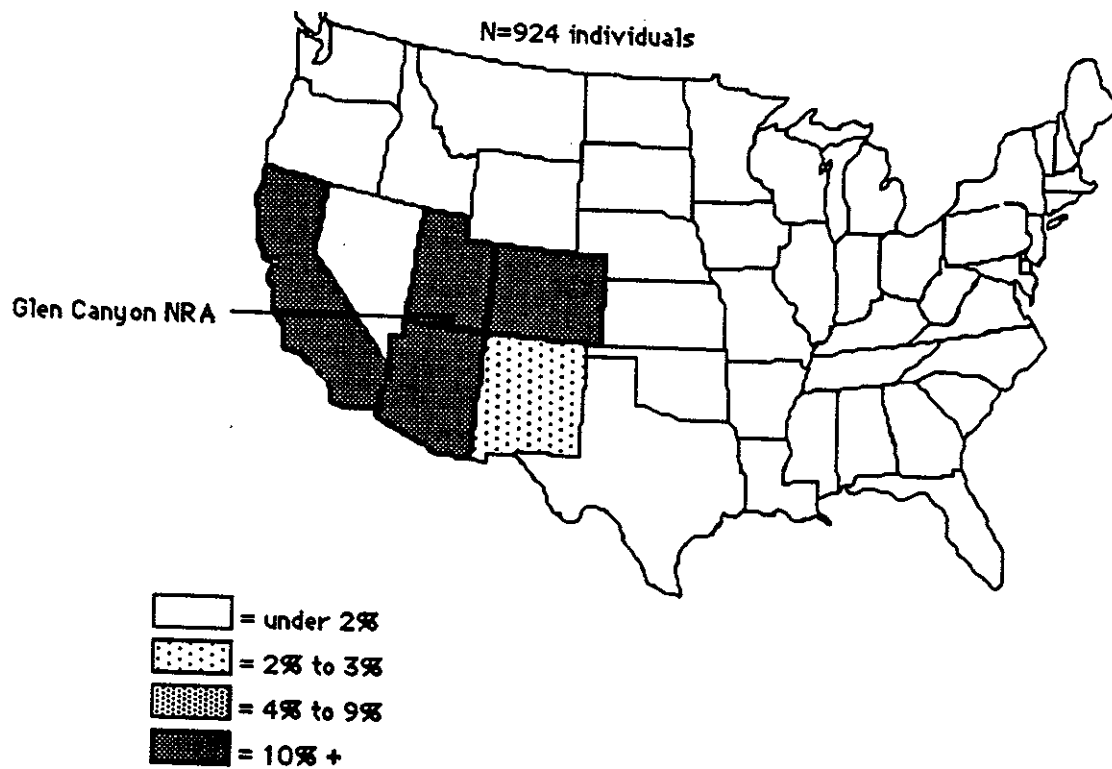 N=924 individuals
Glen Canyon NRA
= under 2%
= 2% to 3%
= 4% to 9%
= 10% +